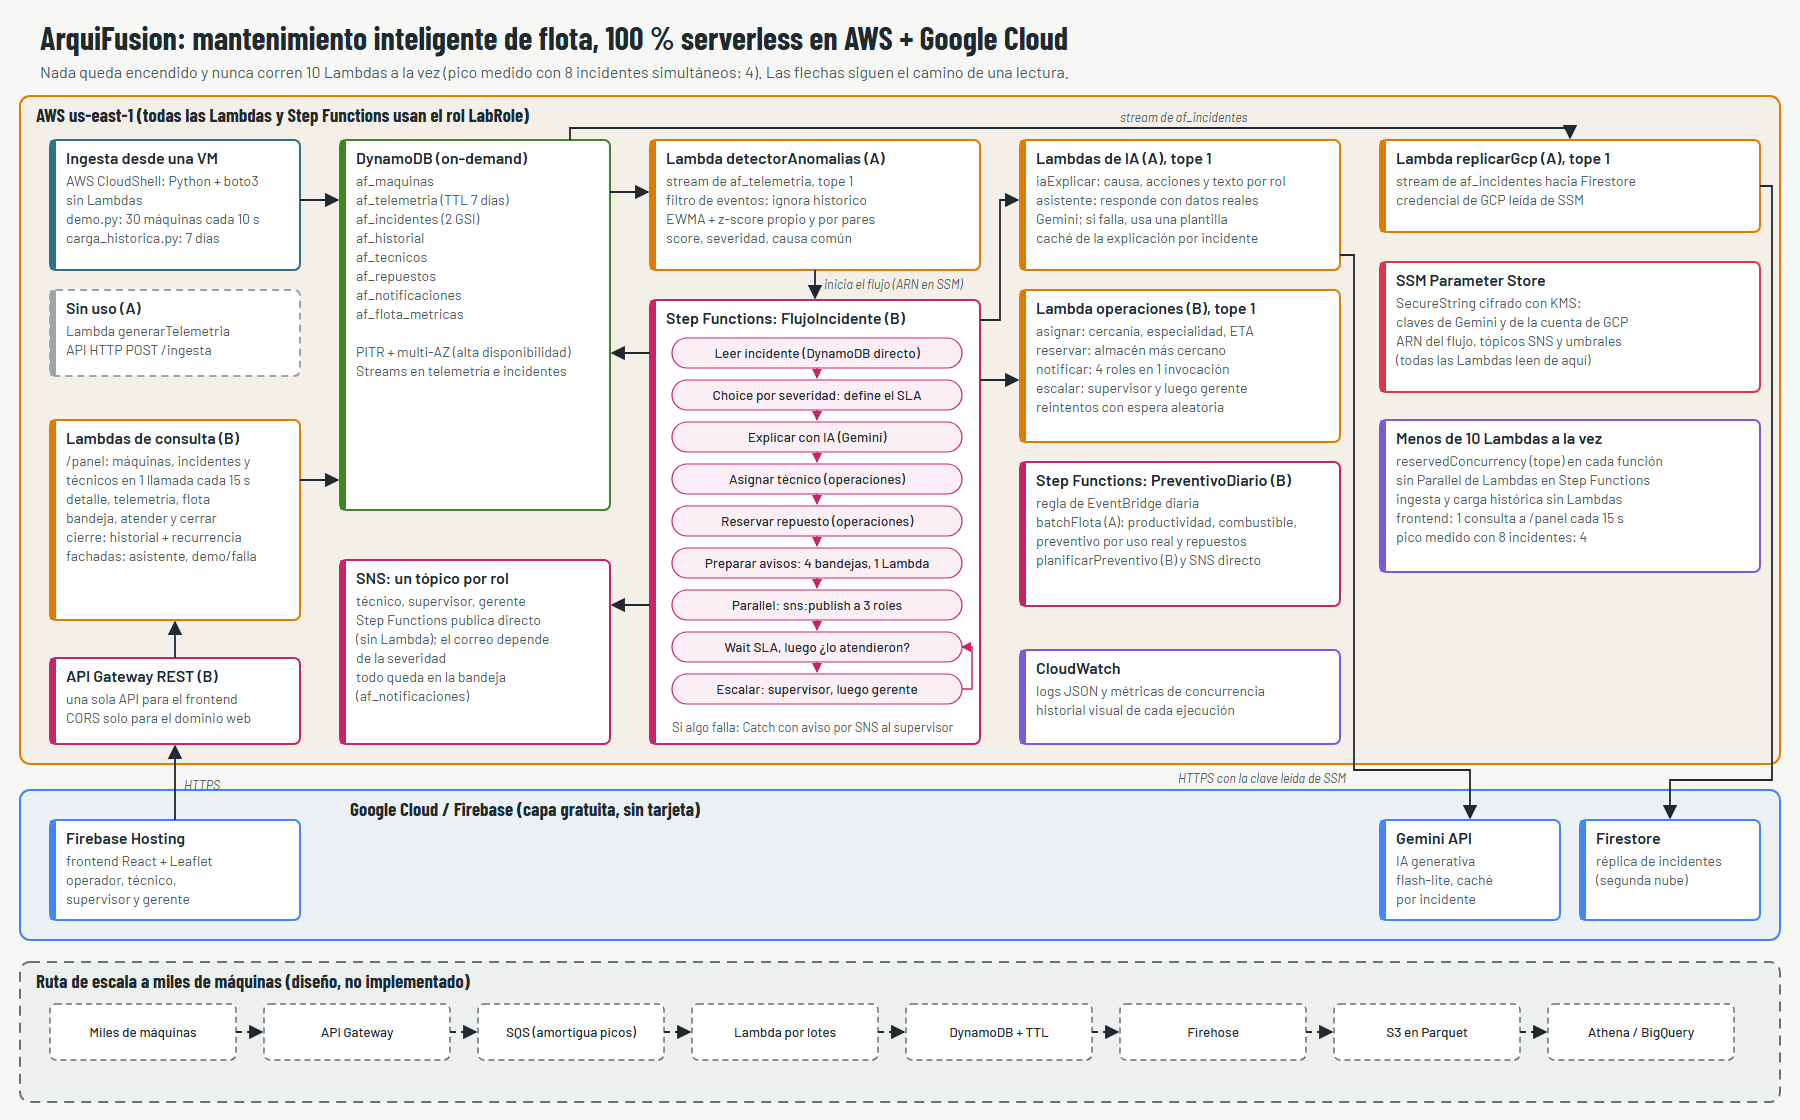 ArquiFusion: mantenimiento inteligente de flota, 100 % serverless en AWS + Google Cloud
Nada queda encendido y nunca corren 10 Lambdas a la vez (pico medido con 8 incidentes simultáneos: 4). Las flechas siguen el camino de una lectura.
AWS us-east-1 (todas las Lambdas y Step Functions usan el rol LabRole)
stream de af_incidentes
Ingesta desde una VM
AWS CloudShell: Python + boto3
sin Lambdas
demo.py: 30 máquinas cada 10 s
carga_historica.py: 7 días
Sin uso (A)
Lambda generarTelemetria
API HTTP POST /ingesta
Lambdas de consulta (B)
/panel: máquinas, incidentes y
técnicos en 1 llamada cada 15 s
detalle, telemetría, flota
bandeja, atender y cerrar
cierre: historial + recurrencia
fachadas: asistente, demo/falla
API Gateway REST (B)
una sola API para el frontend
CORS solo para el dominio web
DynamoDB (on-demand)
af_maquinas
af_telemetria (TTL 7 días)
af_incidentes (2 GSI)
af_historial
af_tecnicos
af_repuestos
af_notificaciones
af_flota_metricas
PITR + multi-AZ (alta disponibilidad)
Streams en telemetría e incidentes
SNS: un tópico por rol
técnico, supervisor, gerente
Step Functions publica directo
(sin Lambda); el correo depende
de la severidad
todo queda en la bandeja
(af_notificaciones)
Lambda detectorAnomalias (A)
stream de af_telemetria, tope 1
filtro de eventos: ignora historico
EWMA + z-score propio y por pares
score, severidad, causa común
inicia el flujo (ARN en SSM)
Step Functions: FlujoIncidente (B)
Leer incidente (DynamoDB directo)
Choice por severidad: define el SLA
Explicar con IA (Gemini)
Asignar técnico (operaciones)
Reservar repuesto (operaciones)
Preparar avisos: 4 bandejas, 1 Lambda
Parallel: sns:publish a 3 roles
Wait SLA, luego ¿lo atendieron?
Escalar: supervisor, luego gerente
Si algo falla: Catch con aviso por SNS al supervisor
Lambdas de IA (A), tope 1
iaExplicar: causa, acciones y texto por rol
asistente: responde con datos reales
Gemini; si falla, usa una plantilla
caché de la explicación por incidente
Lambda operaciones (B), tope 1
asignar: cercanía, especialidad, ETA
reservar: almacén más cercano
notificar: 4 roles en 1 invocación
escalar: supervisor y luego gerente
reintentos con espera aleatoria
Step Functions: PreventivoDiario (B)
regla de EventBridge diaria
batchFlota (A): productividad, combustible,
preventivo por uso real y repuestos
planificarPreventivo (B) y SNS directo
CloudWatch
logs JSON y métricas de concurrencia
historial visual de cada ejecución
Lambda replicarGcp (A), tope 1
stream de af_incidentes hacia Firestore
credencial de GCP leída de SSM
SSM Parameter Store
SecureString cifrado con KMS:
claves de Gemini y de la cuenta de GCP
ARN del flujo, tópicos SNS y umbrales
(todas las Lambdas leen de aquí)
Menos de 10 Lambdas a la vez
reservedConcurrency (tope) en cada función
sin Parallel de Lambdas en Step Functions
ingesta y carga histórica sin Lambdas
frontend: 1 consulta a /panel cada 15 s
pico medido con 8 incidentes: 4
HTTPS
HTTPS con la clave leída de SSM
Google Cloud / Firebase (capa gratuita, sin tarjeta)
Firebase Hosting
frontend React + Leaflet
operador, técnico,
supervisor y gerente
Gemini API
IA generativa
flash-lite, caché
por incidente
Firestore
réplica de incidentes
(segunda nube)
Ruta de escala a miles de máquinas (diseño, no implementado)
Miles de máquinas
API Gateway
SQS (amortigua picos)
Lambda por lotes
DynamoDB + TTL
Firehose
S3 en Parquet
Athena / BigQuery